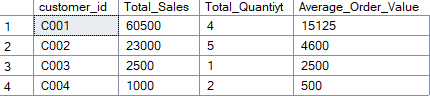 customer_id Total_Sales Total_Quantiyt Average_Order_Value
1 C001 60500 4 15125
2 C002 23000 5 4600
3 C003 2500 1 2500
4 C004 1000 2 500